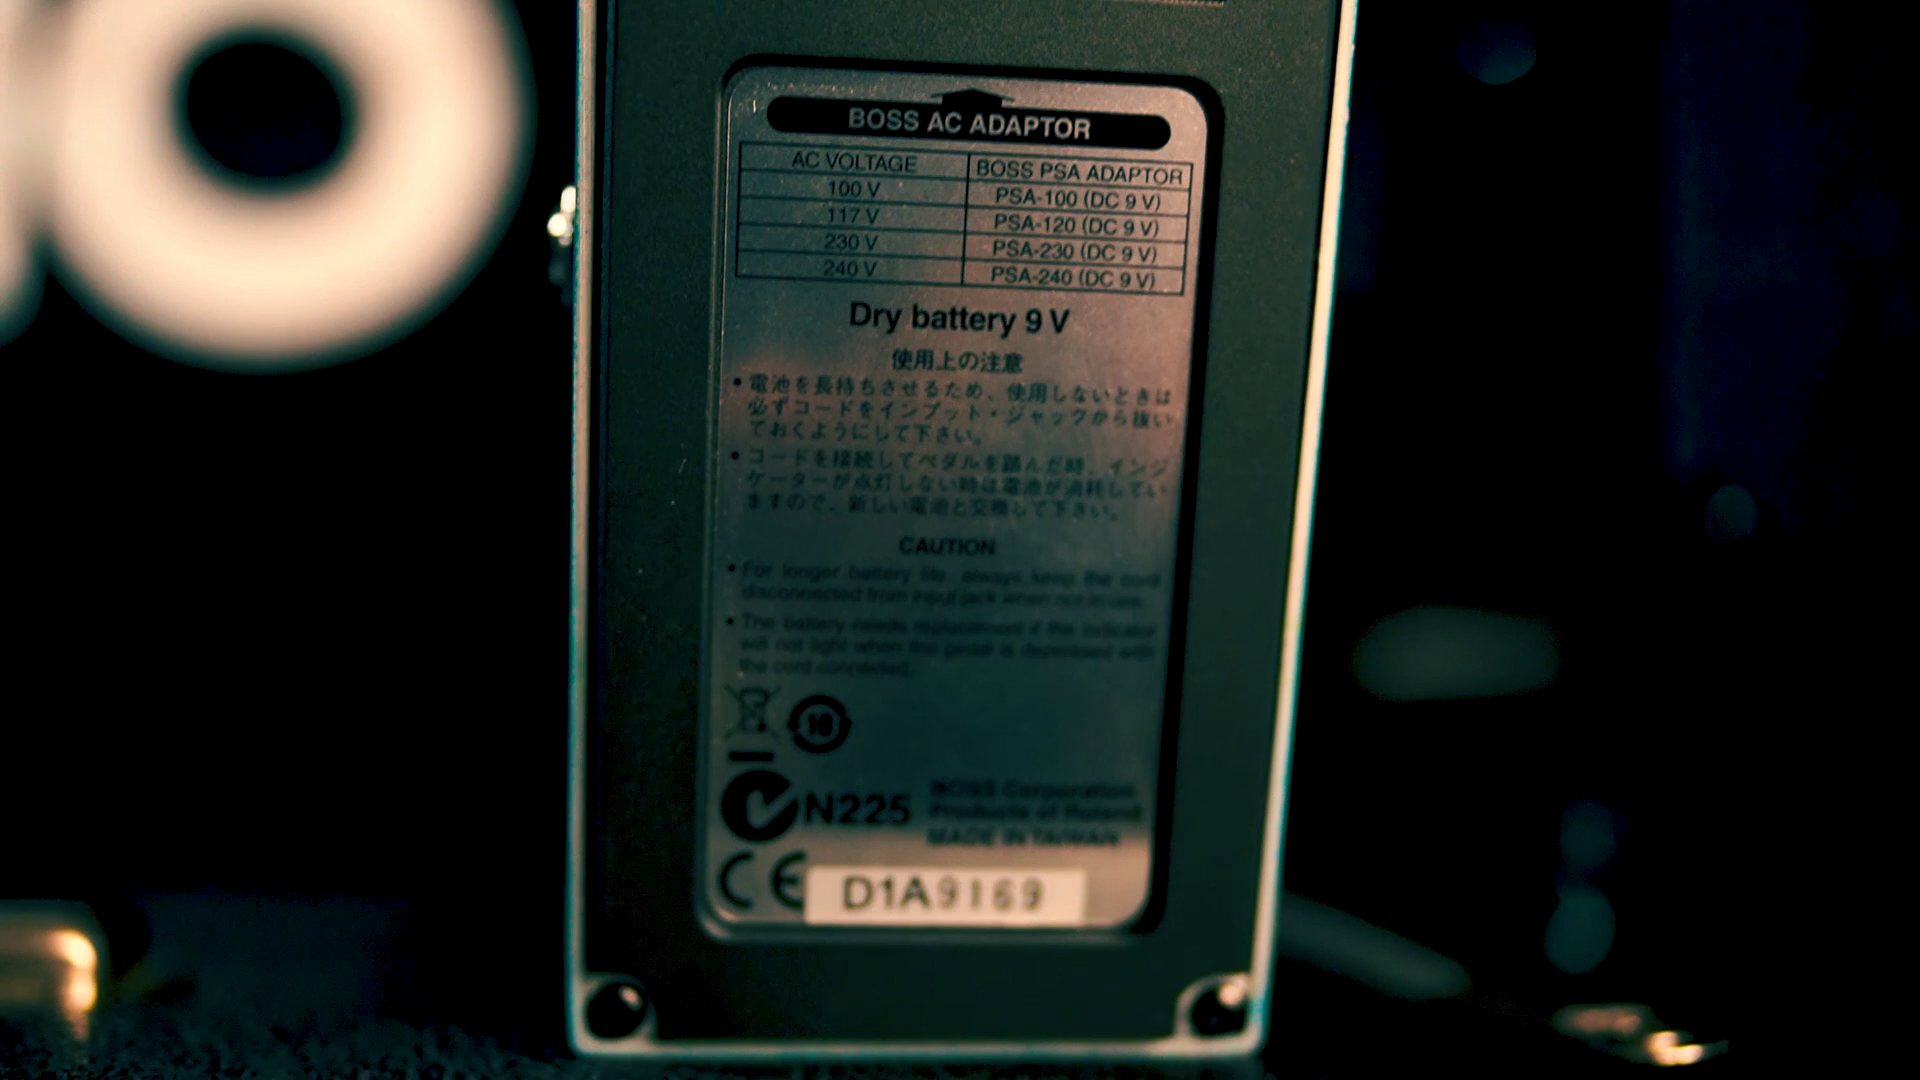 BOSS AC ADAPTOR
AC VOLTAGE BOSS PSA ADAPTOR
100 V PSA-100 (DC 9 V)
117 V PSA-120 (DC 9 V)
230 V PSA-230 (DC 9 V)
240 V PSA-240 (DC 9 V)
Dry battery 9 V
使用上の注意
• 電池を長持ちさせるため、使用しないときは
必ずコードをインプット・ジャックから抜い
ておくようにして下さい。
• コードを接続してペダルを踏んだ時、インジ
ケーターが点灯しない時は電池が消耗してい
ますので、新しい電池と交換して下さい。
CAUTION
• For longer battery life, always keep the cord
disconnected from input jack when not in use.
• The battery needs replacement if the indicator
will not light when the pedal is depressed with
the cord connected.
10
N225
BOSS Corporation
Products of Roland
MADE IN TAIWAN
CE
D1A9169